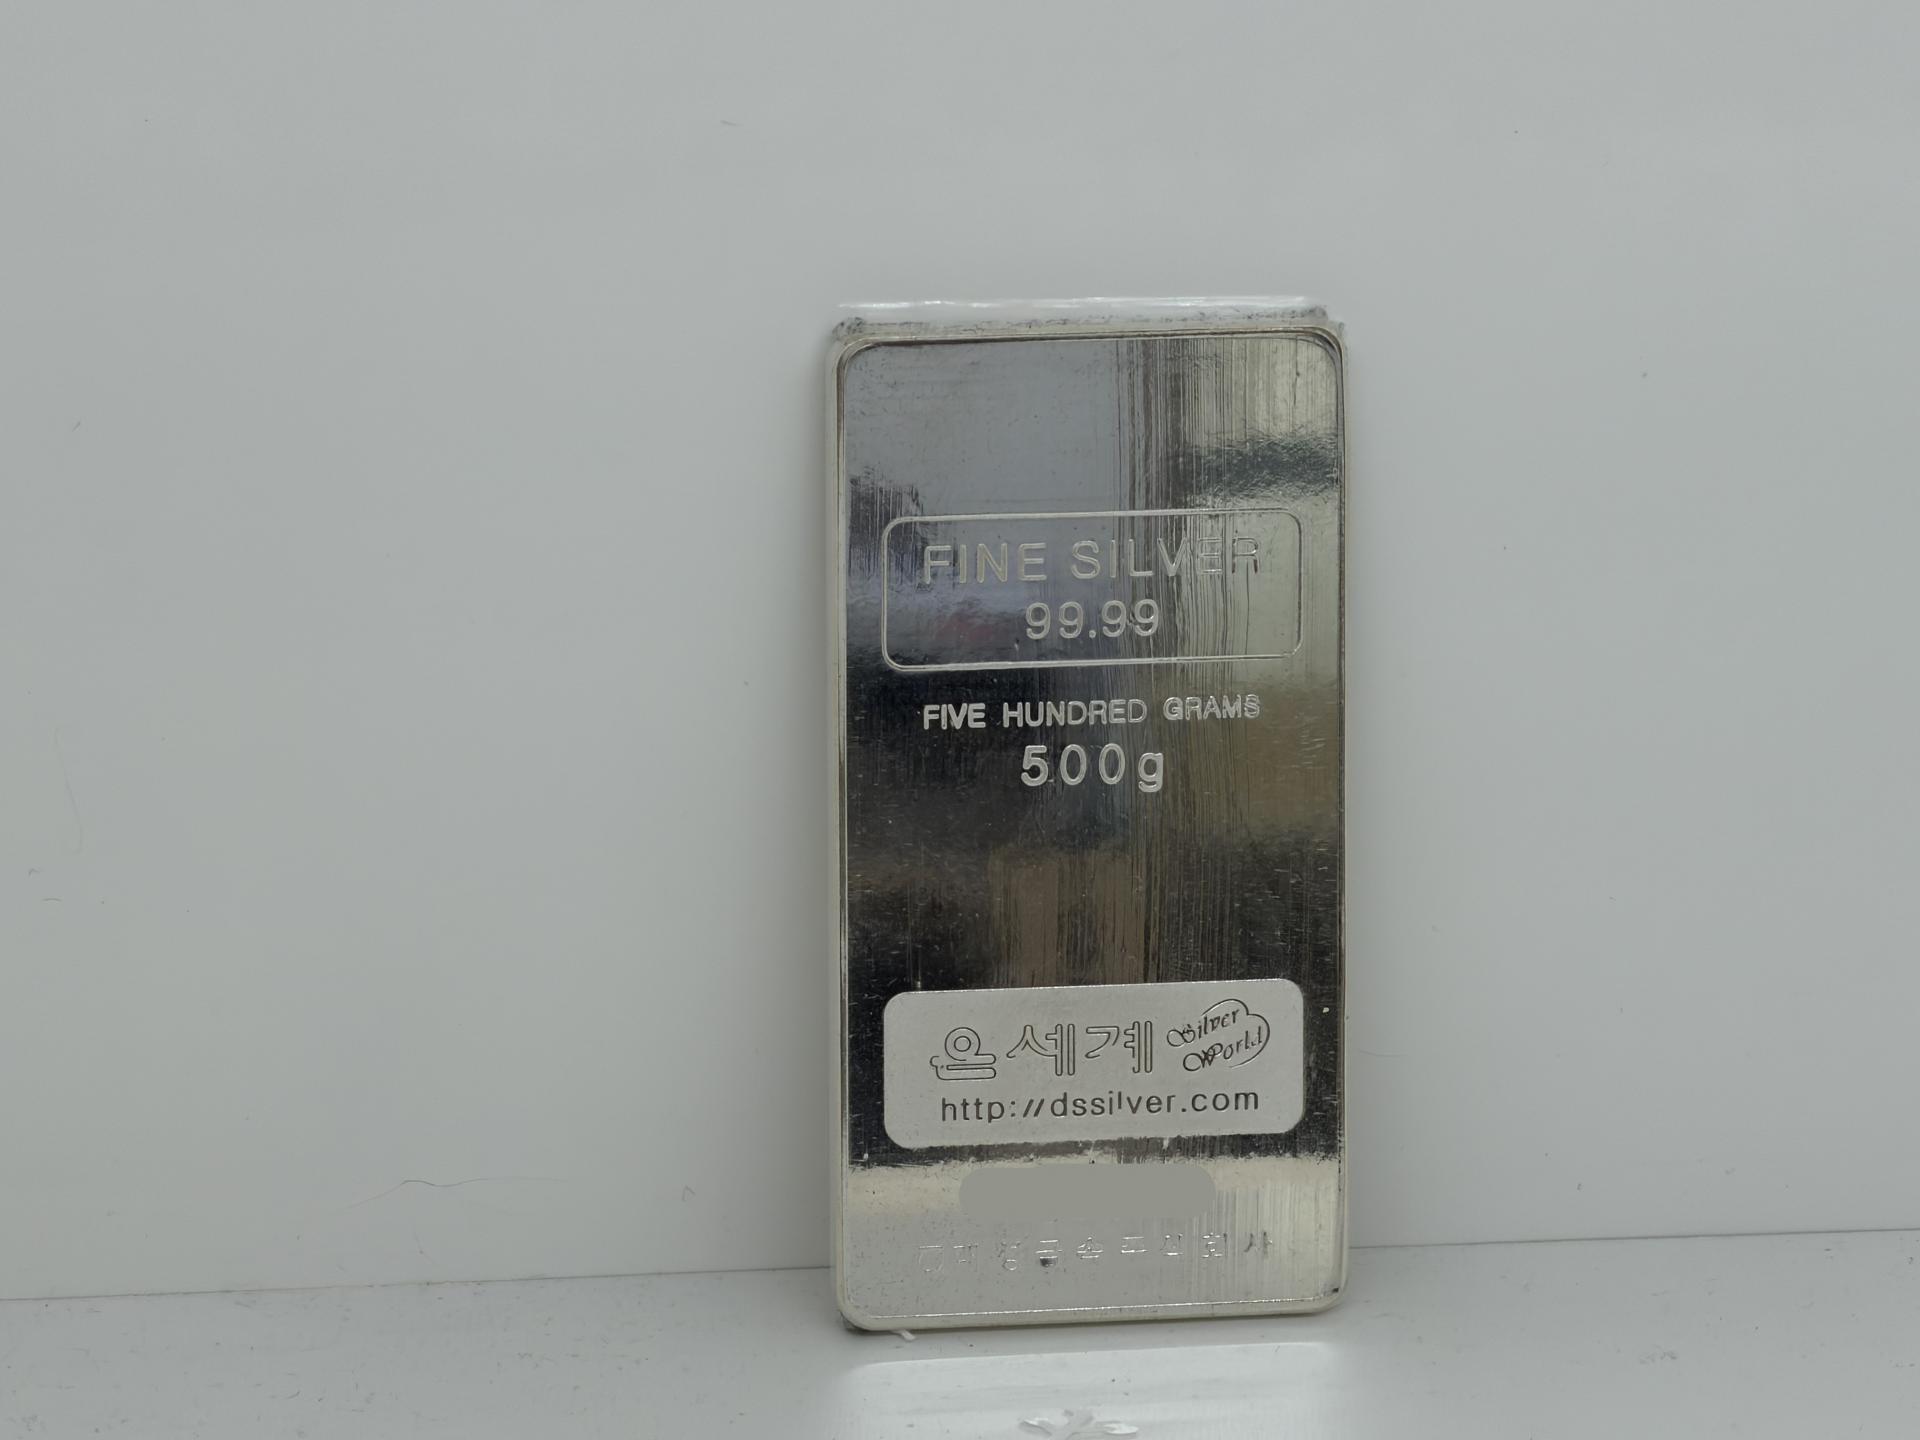 FINE SILVER
99.99
FIVE HUNDRED GRAMS
500g
은세계 Silver World
http://dssilver.com